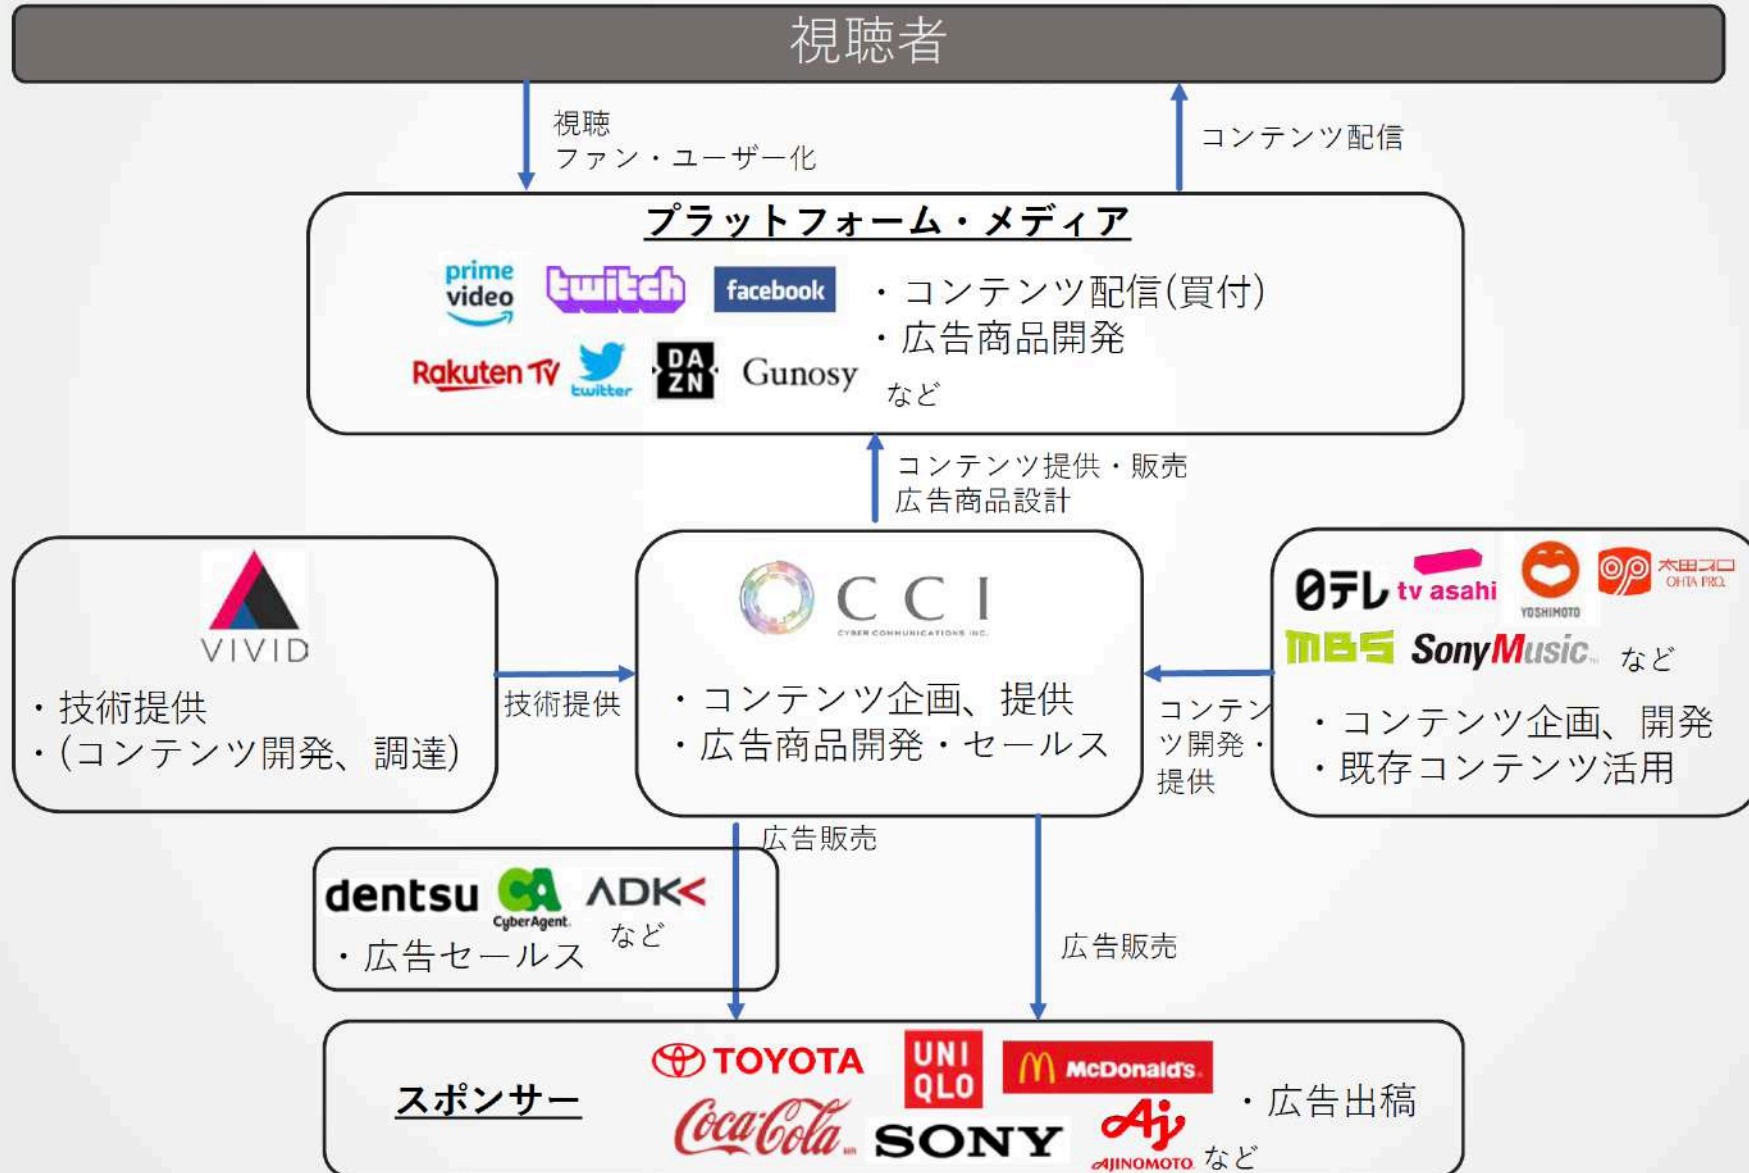 視聴者
視聴
ファン・ユーザー化
コンテンツ配信
プラットフォーム・メディア
prime video
twitch
facebook
・コンテンツ配信(買付)
・広告商品開発
Rakuten TV
twitter
DAZN
Gunosy
など
コンテンツ提供・販売
広告商品設計
VIVID
・技術提供
・(コンテンツ開発、調達)
技術提供
CCI
CYBER COMMUNICATIONS INC.
・コンテンツ企画、提供
・広告商品開発・セールス
コンテン
ツ開発・
提供
日テレ
tv asahi
YOSHIMOTO
太田プロ
OHTA PRO.
MBS
SonyMusic
など
・コンテンツ企画、開発
・既存コンテンツ活用
広告販売
dentsu
CA
CyberAgent.
ADK
など
・広告セールス
広告販売
スポンサー
TOYOTA
UNI
QLO
McDonald's
Coca-Cola
SONY
Aj
AJINOMOTO
など
・広告出稿